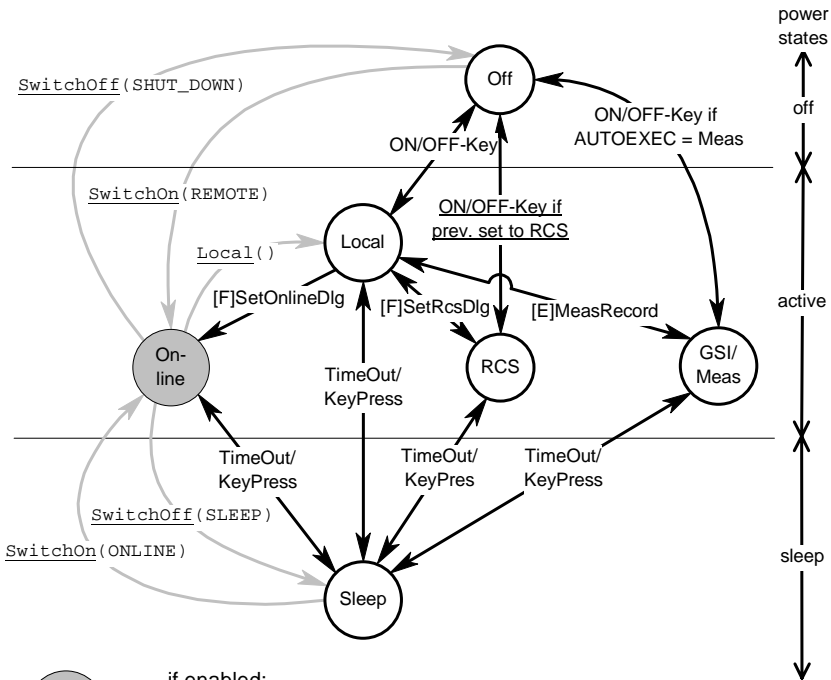 power
states
Off
SwitchOff(SHUT_DOWN)
off
ON/OFF-Key if
AUTOEXEC = Meas
ON/OFF-Key
SwitchOn(REMOTE)
ON/OFF-Key if
prev. set to RCS
Local
Local()
[F]SetOnlineDlg
[F]SetRcsDlg
[E]MeasRecord
active
On-
line
RCS
GSI/
Meas
TimeOut/
KeyPress
TimeOut/
KeyPress
TimeOut/
KeyPres
TimeOut/
KeyPress
SwitchOff(SLEEP)
SwitchOn(ONLINE)
sleep
Sleep
if enabled: